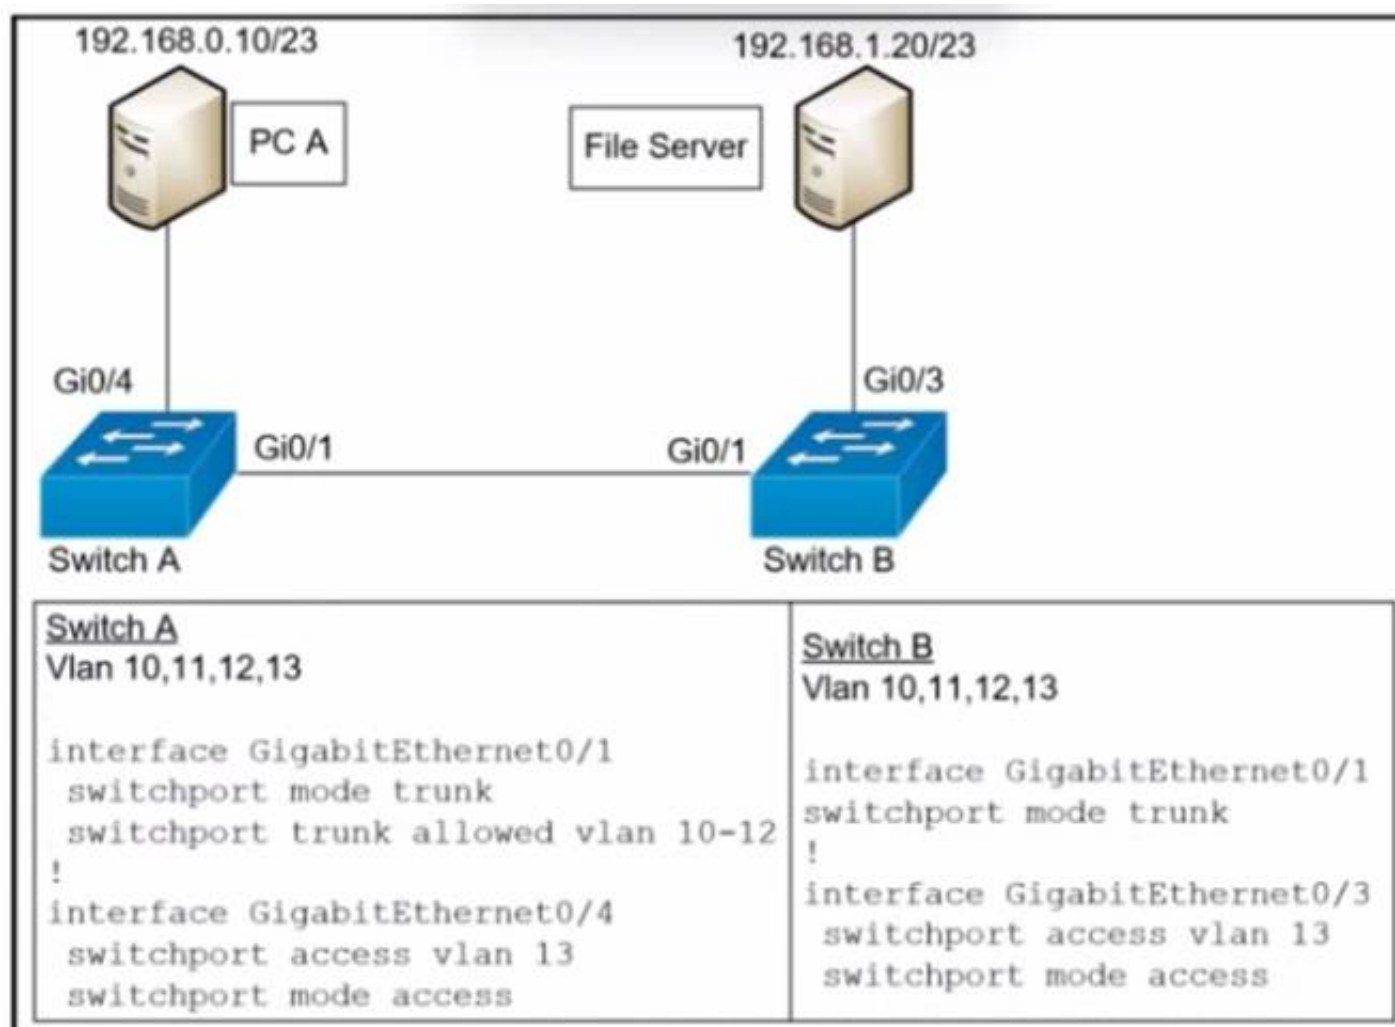 192.168.0.10/23
192.168.1.20/23
PC A
File Server
Gi0/4
Gi0/3
Gi0/1
Gi0/1
Switch A
Switch B
Switch A
Vlan 10,11,12,13
interface GigabitEthernet0/1
switchport mode trunk
switchport trunk allowed vlan 10-12
!
interface GigabitEthernet0/4
switchport access vlan 13
switchport mode access
Switch B
Vlan 10,11,12,13
interface GigabitEthernet0/1
switchport mode trunk
!
interface GigabitEthernet0/3
switchport access vlan 13
switchport mode access